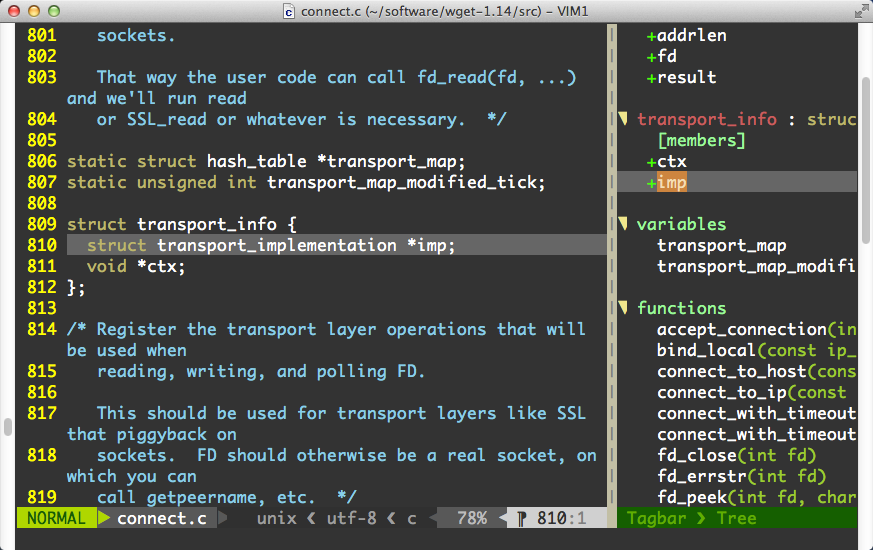 connect.c (~/software/wget-1.14/src) – VIM1
801    sockets.
802
803    That way the user code can call fd_read(fd, ...)
and we'll run read
804    or SSL_read or whatever is necessary.  */
805
806 static struct hash_table *transport_map;
807 static unsigned int transport_map_modified_tick;
808
809 struct transport_info {
810   struct transport_implementation *imp;
811   void *ctx;
812 };
813
814 /* Register the transport layer operations that will
be used when
815    reading, writing, and polling FD.
816
817    This should be used for transport layers like SSL
that piggyback on
818    sockets.  FD should otherwise be a real socket, on
which you can
819    call getpeername, etc.  */
NORMAL connect.c unix ❮ utf-8 ❮ c 78% ¶ 810:1
+addrlen
+fd
+result
transport_info : struc
[members]
+ctx
+imp
variables
transport_map
transport_map_modifi
functions
accept_connection(in
bind_local(const ip_
connect_to_host(cons
connect_to_ip(const
connect_with_timeout
connect_with_timeout
fd_close(int fd)
fd_errstr(int fd)
fd_peek(int fd, char
Tagbar ❯ Tree